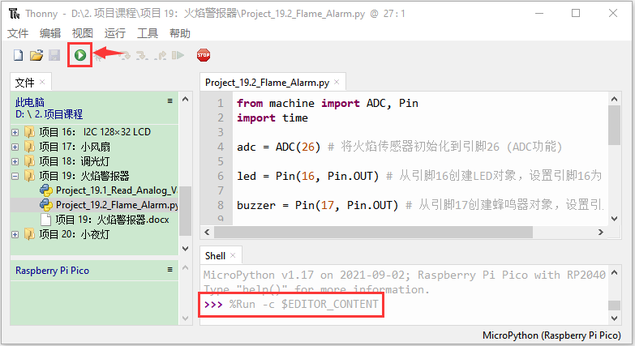 Thonny - D:\2.项目课程\项目 19：火焰警报器\Project_19.2_Flame_Alarm.py @ 27 : 1
文件 编辑 视图 运行 工具 帮助
文件
此电脑
D: \ 2.项目课程
项目 16： I2C 128×32 LCD
项目 17：小风扇
项目 18：调光灯
项目 19：火焰警报器
Project_19.1_Read_Analog_V
Project_19.2_Flame_Alarm.py
项目 19：火焰警报器.docx
项目 20：小夜灯
Raspberry Pi Pico
Project_19.2_Flame_Alarm.py
1 from machine import ADC, Pin
2 import time
3
4 adc = ADC(26) # 将火焰传感器初始化到引脚26 (ADC功能)
5
6 led = Pin(16, Pin.OUT) # 从引脚16创建LED对象，设置引脚16为
7
8 buzzer = Pin(17, Pin.OUT) # 从引脚17创建蜂鸣器对象，设置引
Shell
MicroPython v1.17 on 2021-09-02; Raspberry Pi Pico with RP2040
Type "help()" for more information.
>>> %Run -c $EDITOR_CONTENT
MicroPython (Raspberry Pi Pico)